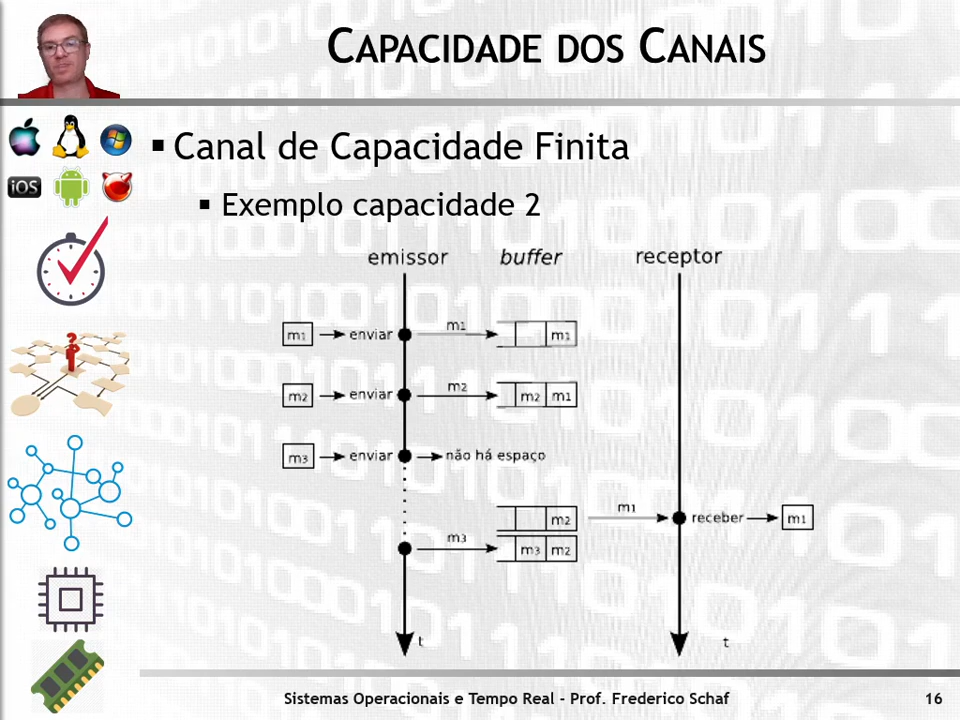 CAPACIDADE DOS CANAIS
iOS
Canal de Capacidade Finita
Exemplo capacidade 2
emissor buffer receptor
m1 enviar m1 m1
m2 enviar m2 m2 m1
m3 enviar não há espaço
m2 m1 receber m1
m3 m3 m2
t t
Sistemas Operacionais e Tempo Real - Prof. Frederico Schaf 16